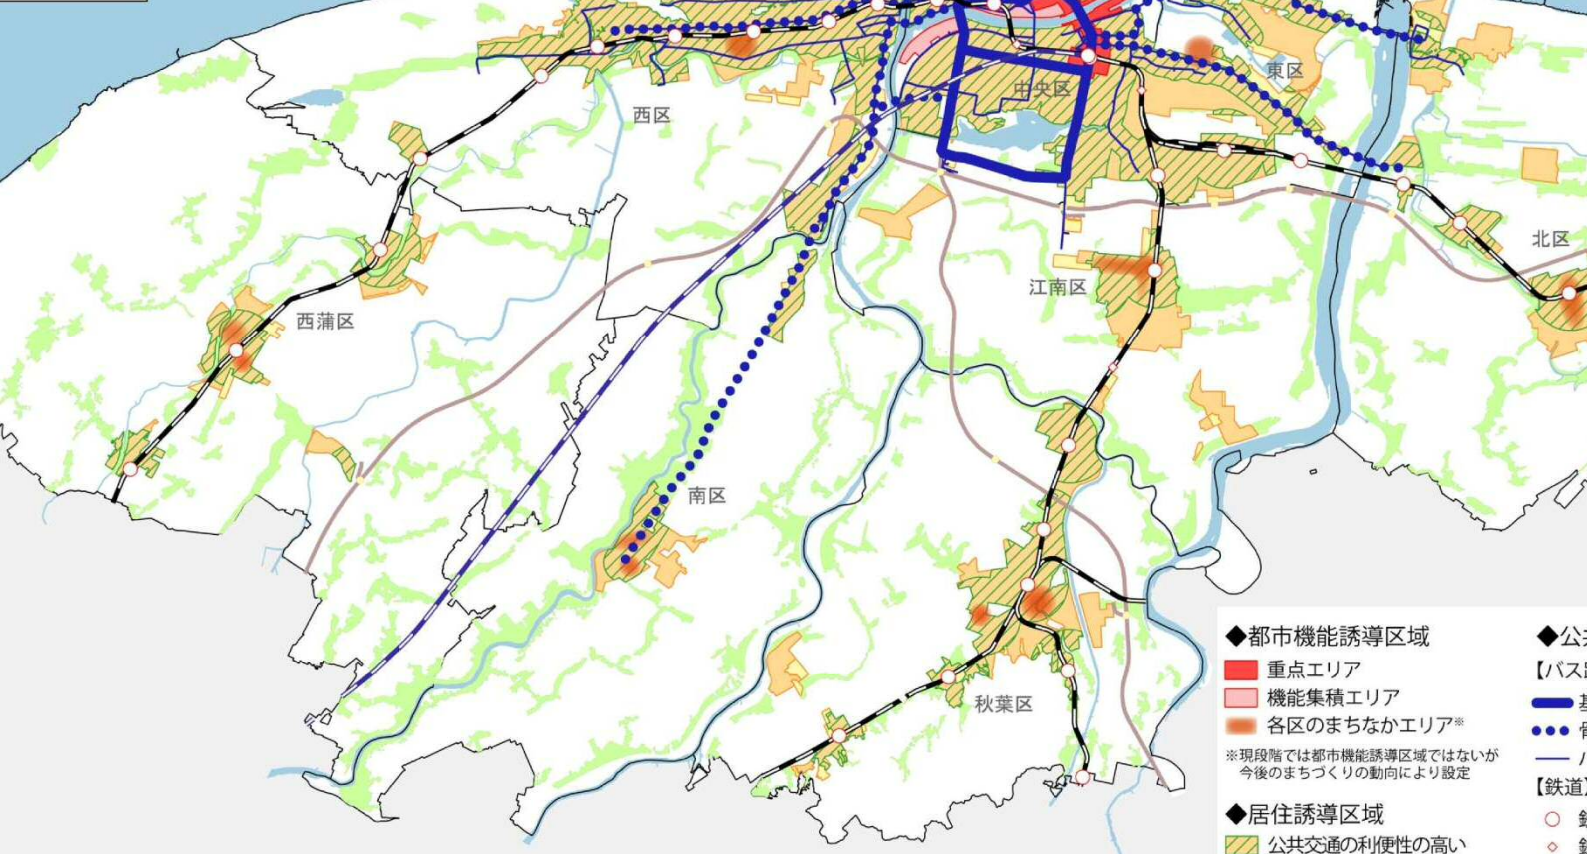 東区
中央区
西区
北区
江南区
西蒲区
南区
秋葉区
◆都市機能誘導区域
重点エリア
機能集積エリア
各区のまちなかエリア※
※現段階では都市機能誘導区域ではないが
今後のまちづくりの動向により設定
◆居住誘導区域
公共交通の利便性の高い
◆公
【バス
【鉄道】